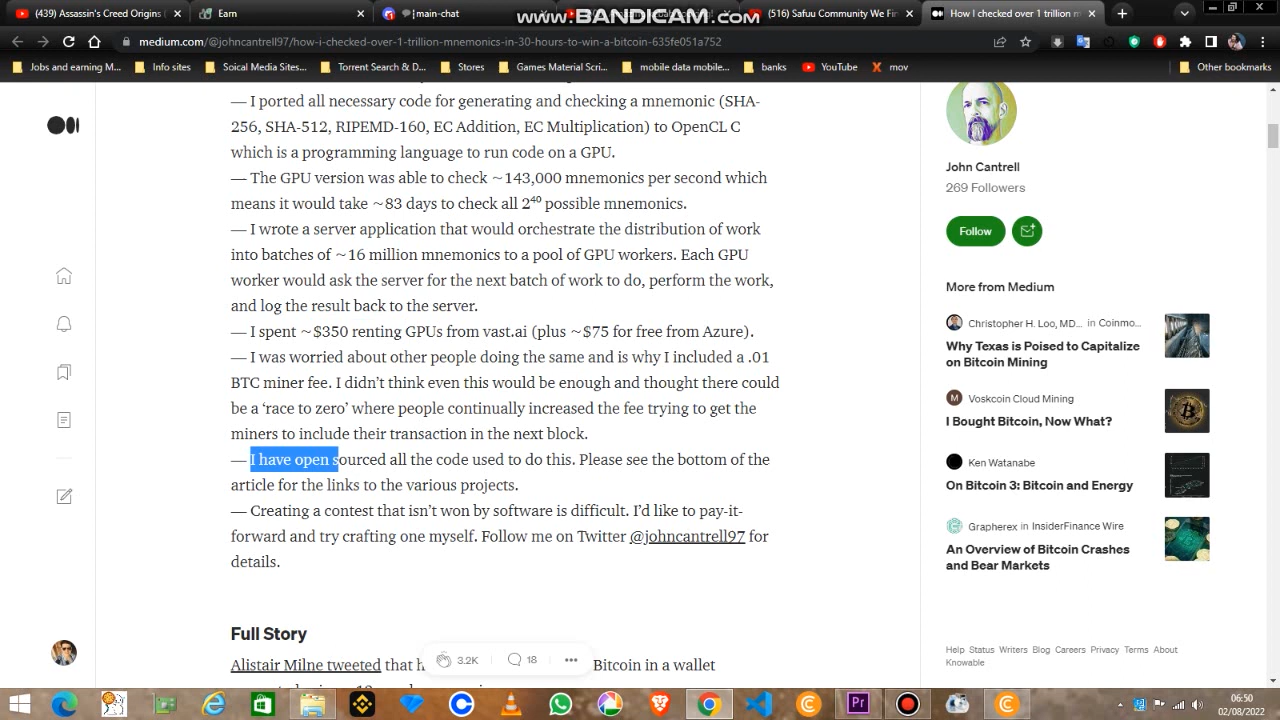 (439) Assassin's Creed Origins (
Earn
main-chat
www.BANDICAM.com
(516) Safuu Community We Fin
How I checked over 1 trillion m
medium.com/@johncantrell97/how-i-checked-over-1-trillion-mnemonics-in-30-hours-to-win-a-bitcoin-635fe051a752
Jobs and earning M...
Info sites
Soical Media Sites...
Torrent Search & D...
Stores
Games Material Scri...
mobile data mobile...
banks
YouTube
mov
Other bookmarks
— I ported all necessary code for generating and checking a mnemonic (SHA-
256, SHA-512, RIPEMD-160, EC Addition, EC Multiplication) to OpenCL C
which is a programming language to run code on a GPU.
— The GPU version was able to check ~143,000 mnemonics per second which
means it would take ~83 days to check all 2⁴⁰ possible mnemonics.
— I wrote a server application that would orchestrate the distribution of work
into batches of ~16 million mnemonics to a pool of GPU workers. Each GPU
worker would ask the server for the next batch of work to do, perform the work,
and log the result back to the server.
— I spent ~$350 renting GPUs from vast.ai (plus ~$75 for free from Azure).
— I was worried about other people doing the same and is why I included a .01
BTC miner fee. I didn't think even this would be enough and thought there could
be a 'race to zero' where people continually increased the fee trying to get the
miners to include their transaction in the next block.
— I have open sourced all the code used to do this. Please see the bottom of the
article for the links to the various projects.
— Creating a contest that isn't won by software is difficult. I'd like to pay-it-
forward and try crafting one myself. Follow me on Twitter @johncantrell97 for
details.
Full Story
Alistair Milne tweeted that h
Bitcoin in a wallet
3.2K
18
John Cantrell
269 Followers
Follow
More from Medium
Christopher H. Loo, MD... in Coinmo...
Why Texas is Poised to Capitalize
on Bitcoin Mining
Voskcoin Cloud Mining
I Bought Bitcoin, Now What?
Ken Watanabe
On Bitcoin 3: Bitcoin and Energy
Grapherex in InsiderFinance Wire
An Overview of Bitcoin Crashes
and Bear Markets
Help Status Writers Blog Careers Privacy Terms About
Knowable
Pr
06:50
02/08/2022